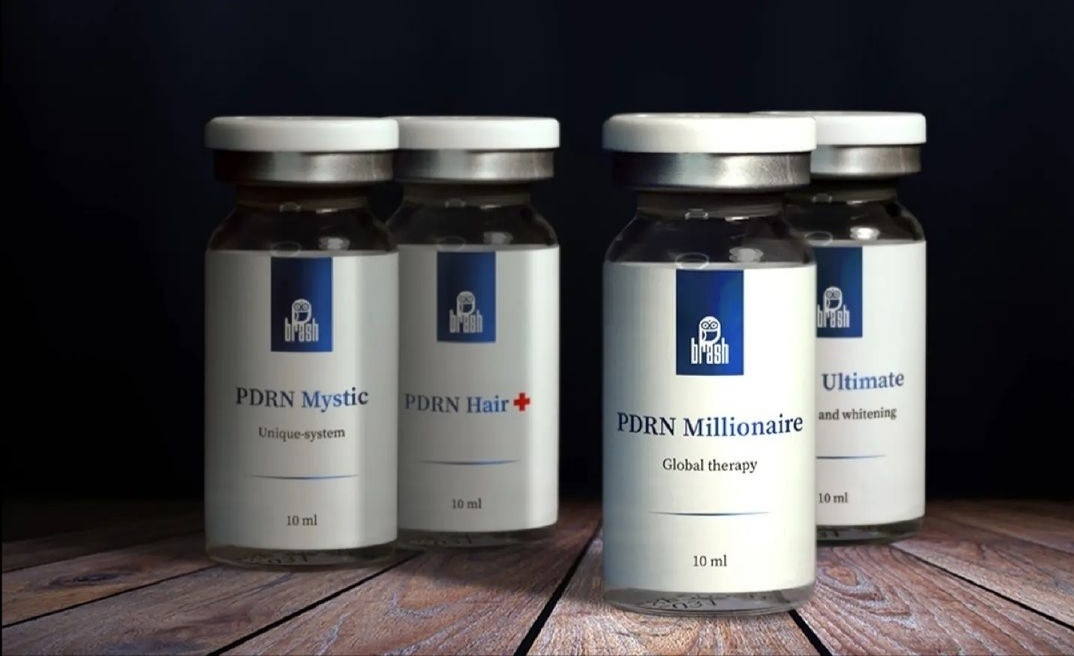 brash
PDRN Mystic
Unique-system
10 ml
brash
PDRN Hair
10 ml
brash
PDRN Millionaire
Global therapy
10 ml
brash
Ultimate
and whitening
10 ml